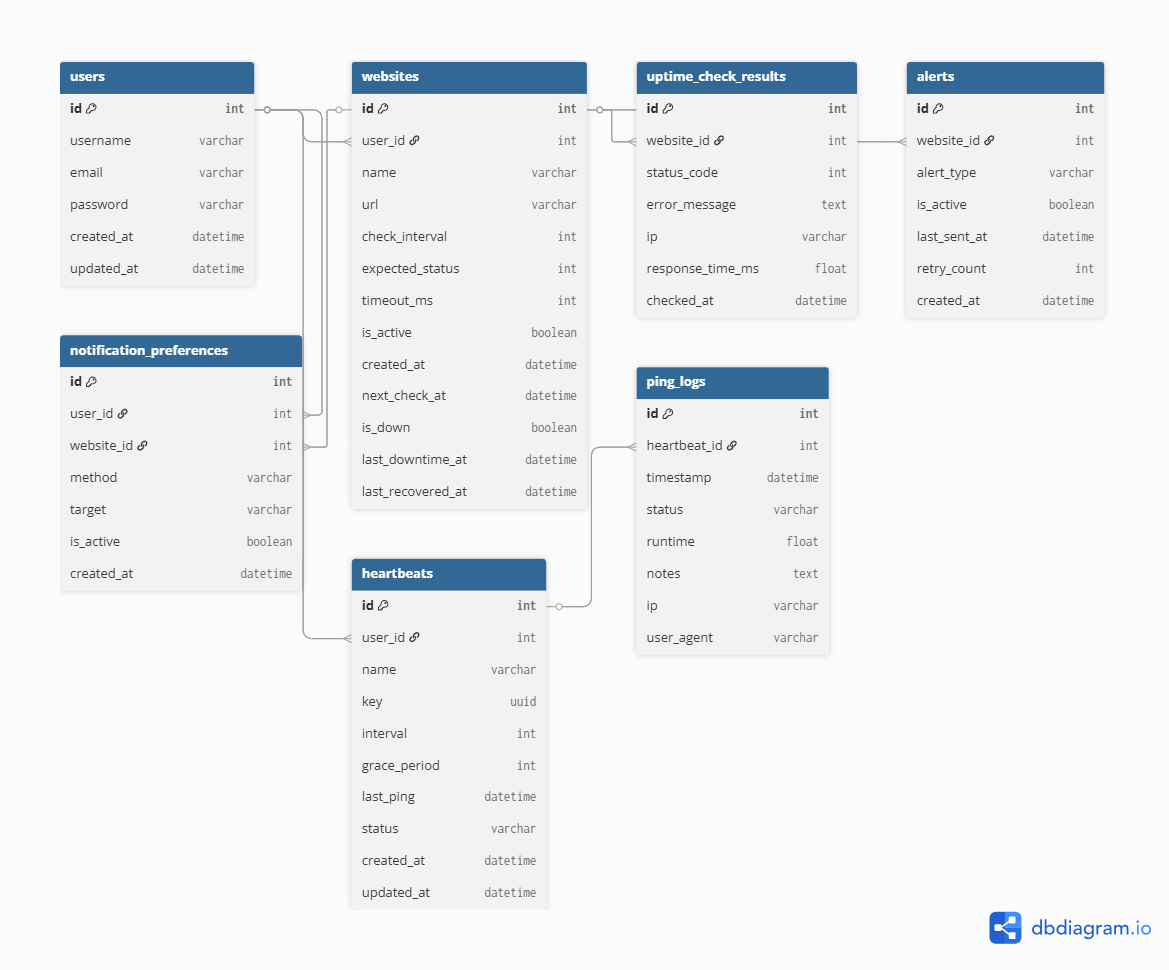 users
id int
username varchar
email varchar
password varchar
created_at datetime
updated_at datetime
websites
id int
user_id int
name varchar
url varchar
check_interval int
expected_status int
timeout_ms int
is_active boolean
created_at datetime
next_check_at datetime
is_down boolean
last_downtime_at datetime
last_recovered_at datetime
uptime_check_results
id int
website_id int
status_code int
error_message text
ip varchar
response_time_ms float
checked_at datetime
alerts
id int
website_id int
alert_type varchar
is_active boolean
last_sent_at datetime
retry_count int
created_at datetime
notification_preferences
id int
user_id int
website_id int
method varchar
target varchar
is_active boolean
created_at datetime
ping_logs
id int
heartbeat_id int
timestamp datetime
status varchar
runtime float
notes text
ip varchar
user_agent varchar
heartbeats
id int
user_id int
name varchar
key uuid
interval int
grace_period int
last_ping datetime
status varchar
created_at datetime
updated_at datetime
dbdiagram.io